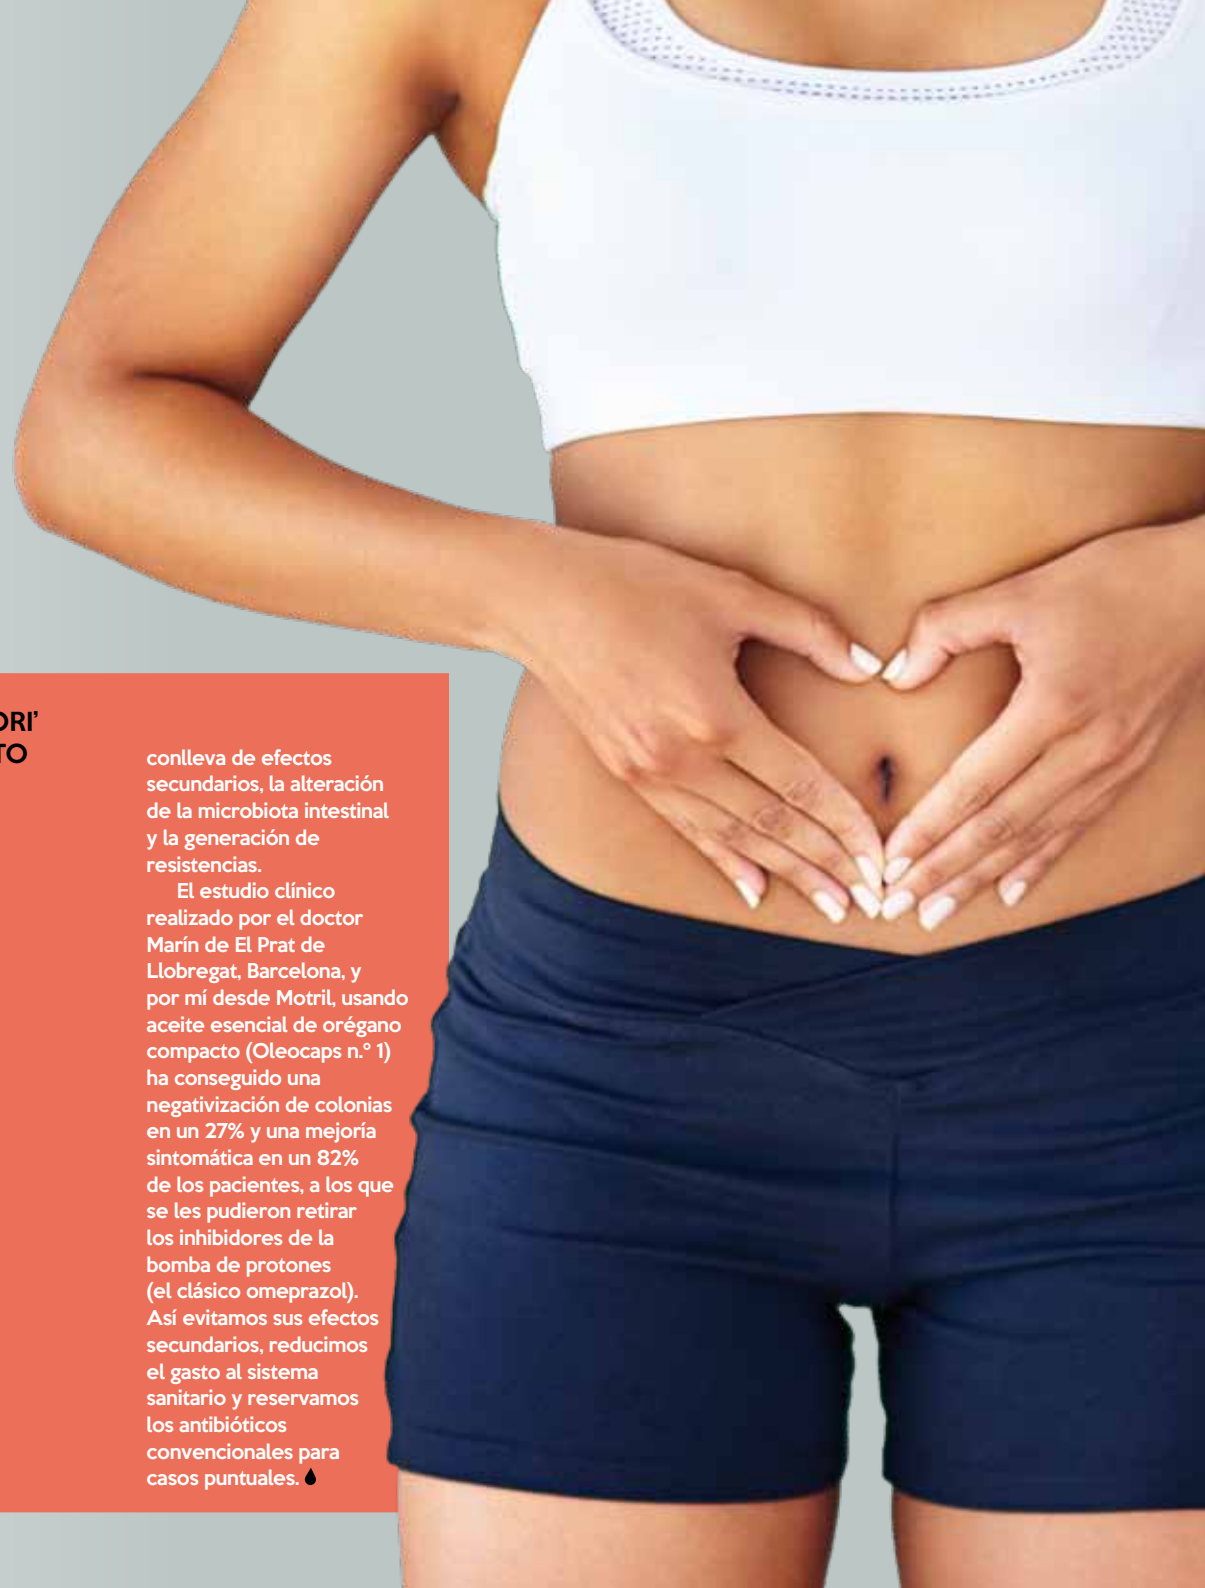 ORI’
TO
conlleva de efectos
secundarios, la alteración
de la microbiota intestinal
y la generación de
resistencias.
El estudio clínico
realizado por el doctor
Marín de El Prat de
Llobregat, Barcelona, y
por mí desde Motril, usando
aceite esencial de orégano
compacto (Oleocaps n.º 1)
ha conseguido una
negativización de colonias
en un 27% y una mejoría
sintomática en un 82%
de los pacientes, a los que
se les pudieron retirar
los inhibidores de la
bomba de protones
(el clásico omeprazol).
Así evitamos sus efectos
secundarios, reducimos
el gasto al sistema
sanitario y reservamos
los antibióticos
convencionales para
casos puntuales.